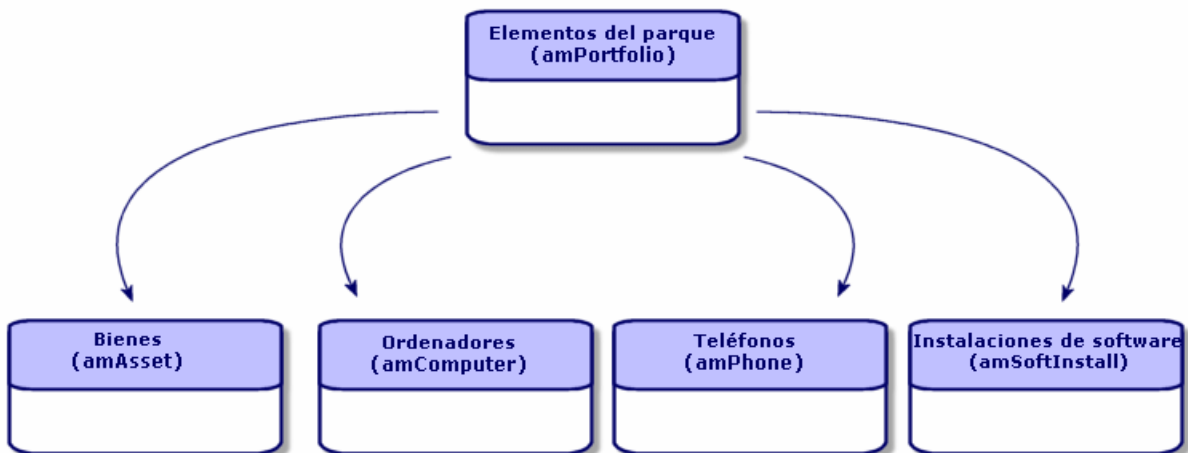 Elementos del parque
(amPortfolio)
Bienes
(amAsset)
Ordenadores
(amComputer)
Teléfonos
(amPhone)
Instalaciones de software
(amSoftInstall)